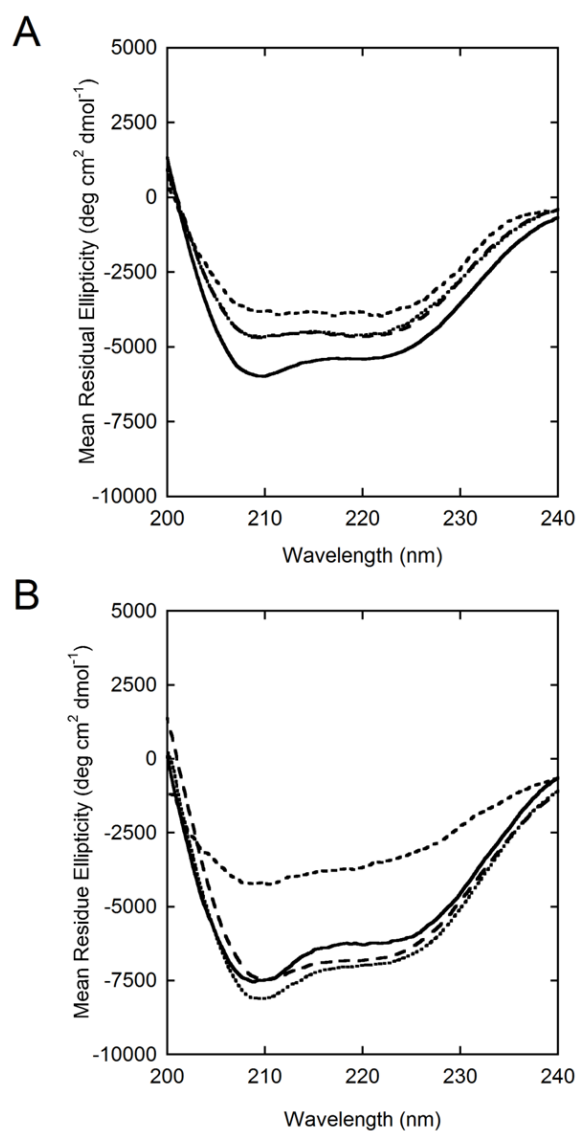 A
5000
2500
0
-2500
-5000
-7500
-10000
Mean Residual Ellipticity (deg cm² dmol⁻¹)
200 210 220 230 240
Wavelength (nm)
B
5000
2500
0
-2500
-5000
-7500
-10000
Mean Residue Ellipticity (deg cm² dmol⁻¹)
200 210 220 230 240
Wavelength (nm)